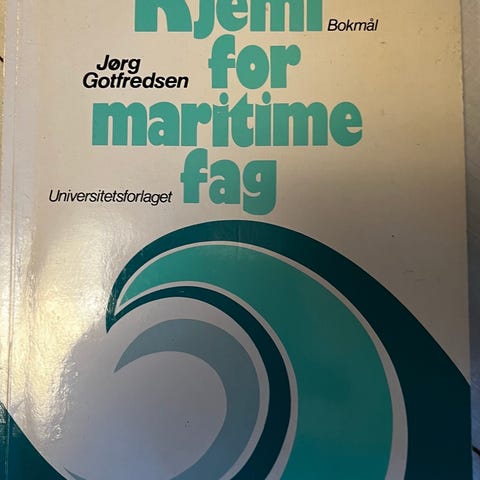 Kjemi
Bokmål
Jørg
Gotfredsen
for
maritime
fag
Universitetsforlaget